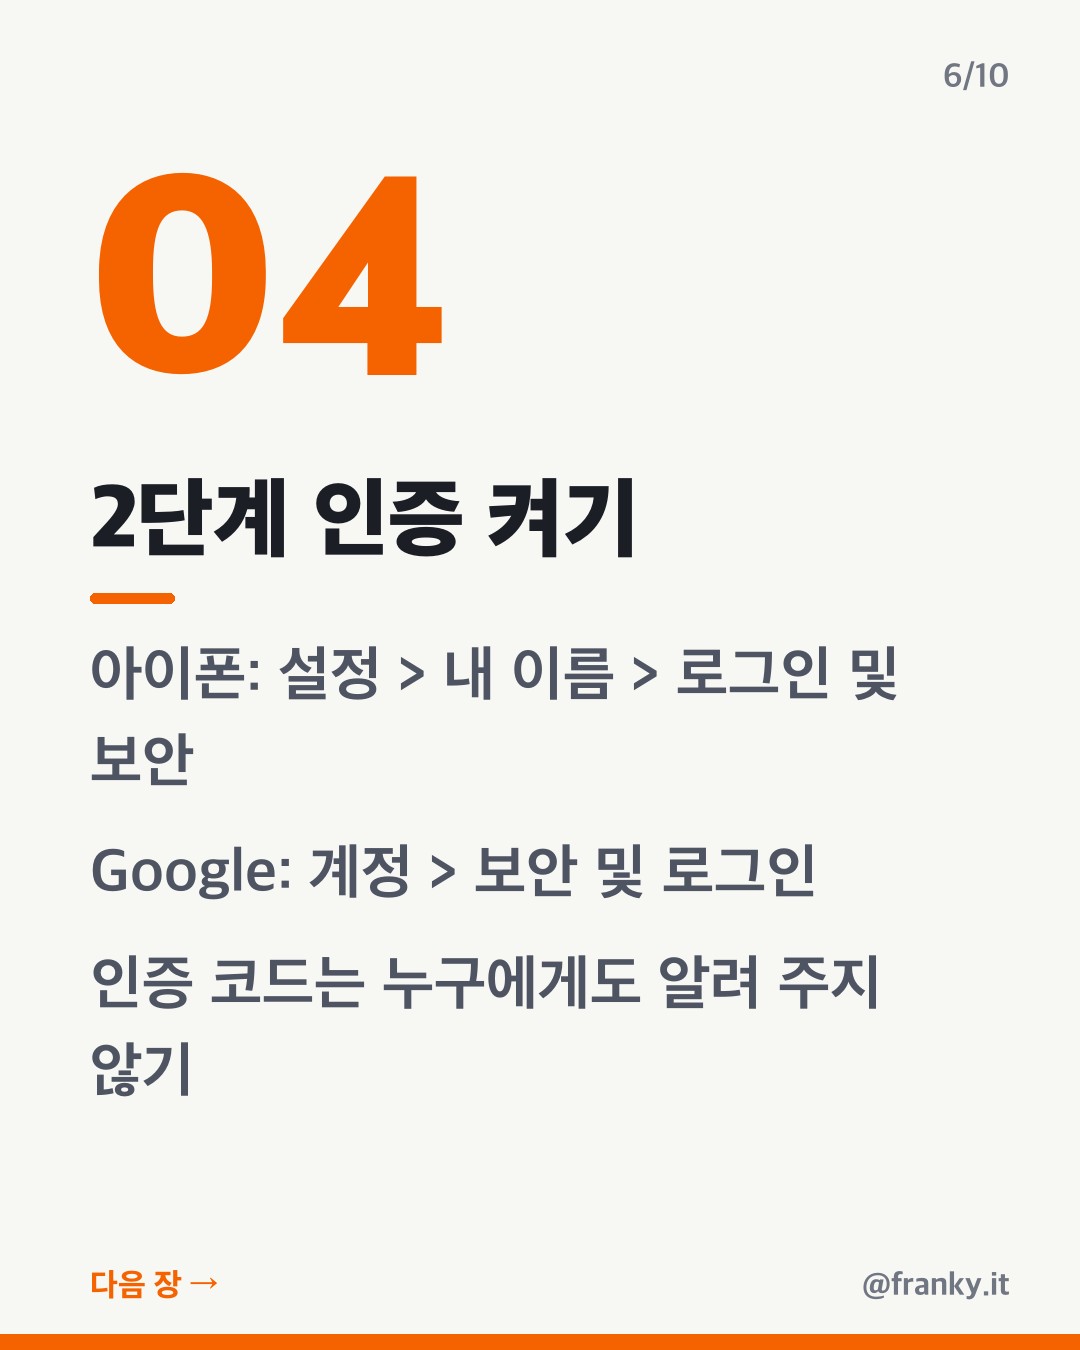 6/10
04
2단계 인증 켜기
아이폰: 설정 > 내 이름 > 로그인 및
보안
Google: 계정 > 보안 및 로그인
인증 코드는 누구에게도 알려 주지
않기
다음 장 →
@franky.it